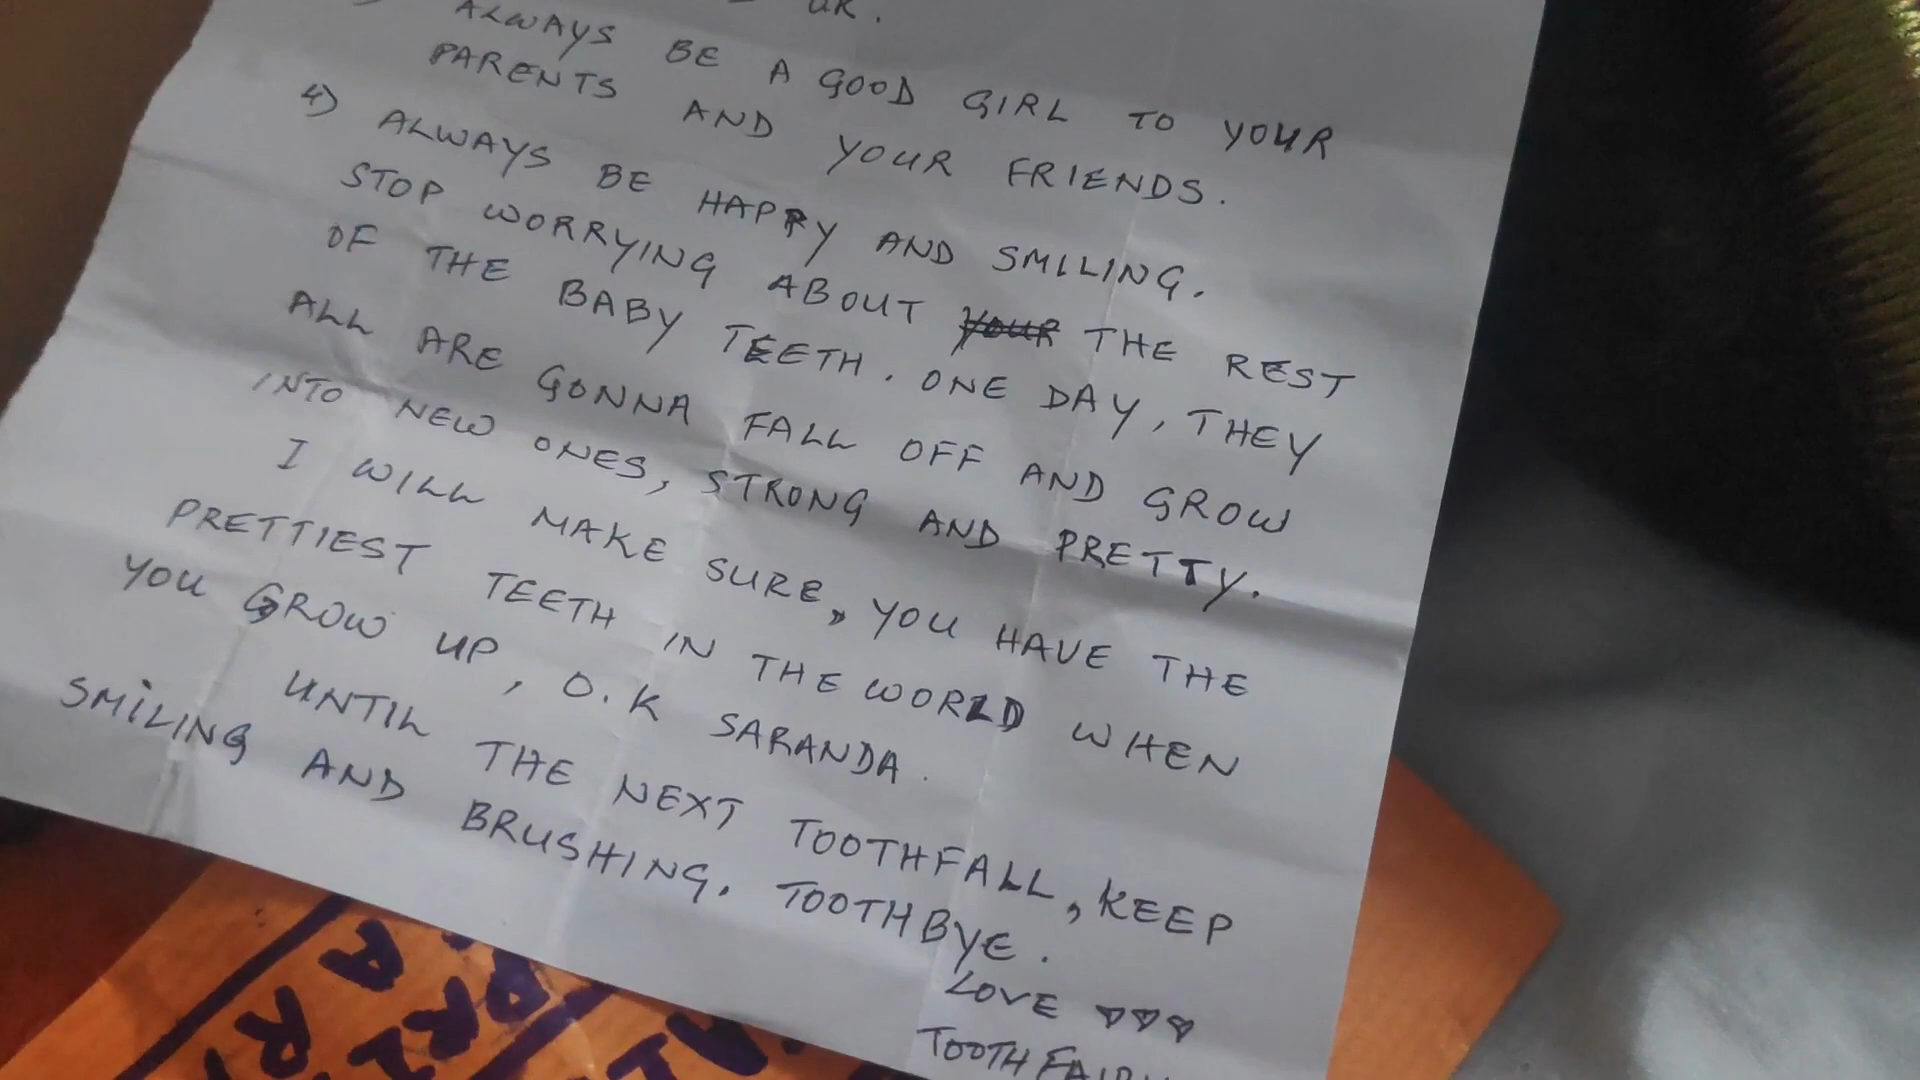 UR.
ALWAYS BE A GOOD GIRL TO YOUR
PARENTS AND YOUR FRIENDS.
4) ALWAYS BE HAPPY AND SMILING.
STOP WORRYING ABOUT YOUR THE REST
OF THE BABY TEETH. ONE DAY, THEY
ALL ARE GONNA FALL OFF AND GROW
INTO NEW ONES, STRONG AND PRETTY.
I WILL MAKE SURE, YOU HAVE THE
PRETTIEST TEETH IN THE WORLD WHEN
YOU GROW UP, O.K SARANDA.
UNTIL THE NEXT TOOTHFALL, KEEP
SMILING AND BRUSHING. TOOTHBYE.
LOVE ♡♡♡
TOOTH FAIRY